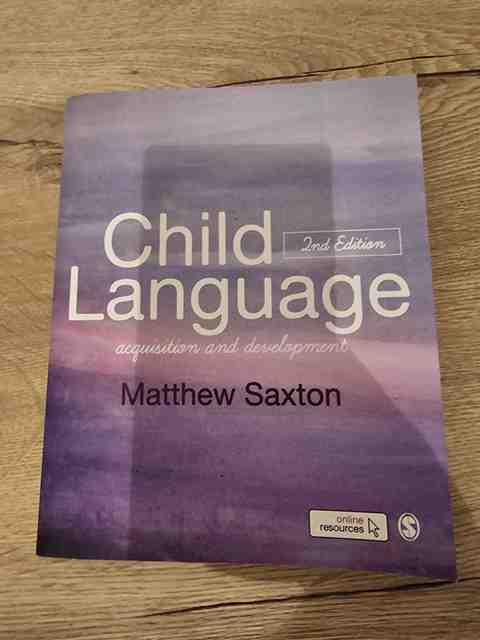 Child
2nd Edition
Language
acquisition and development
Matthew Saxton
online
resources
S